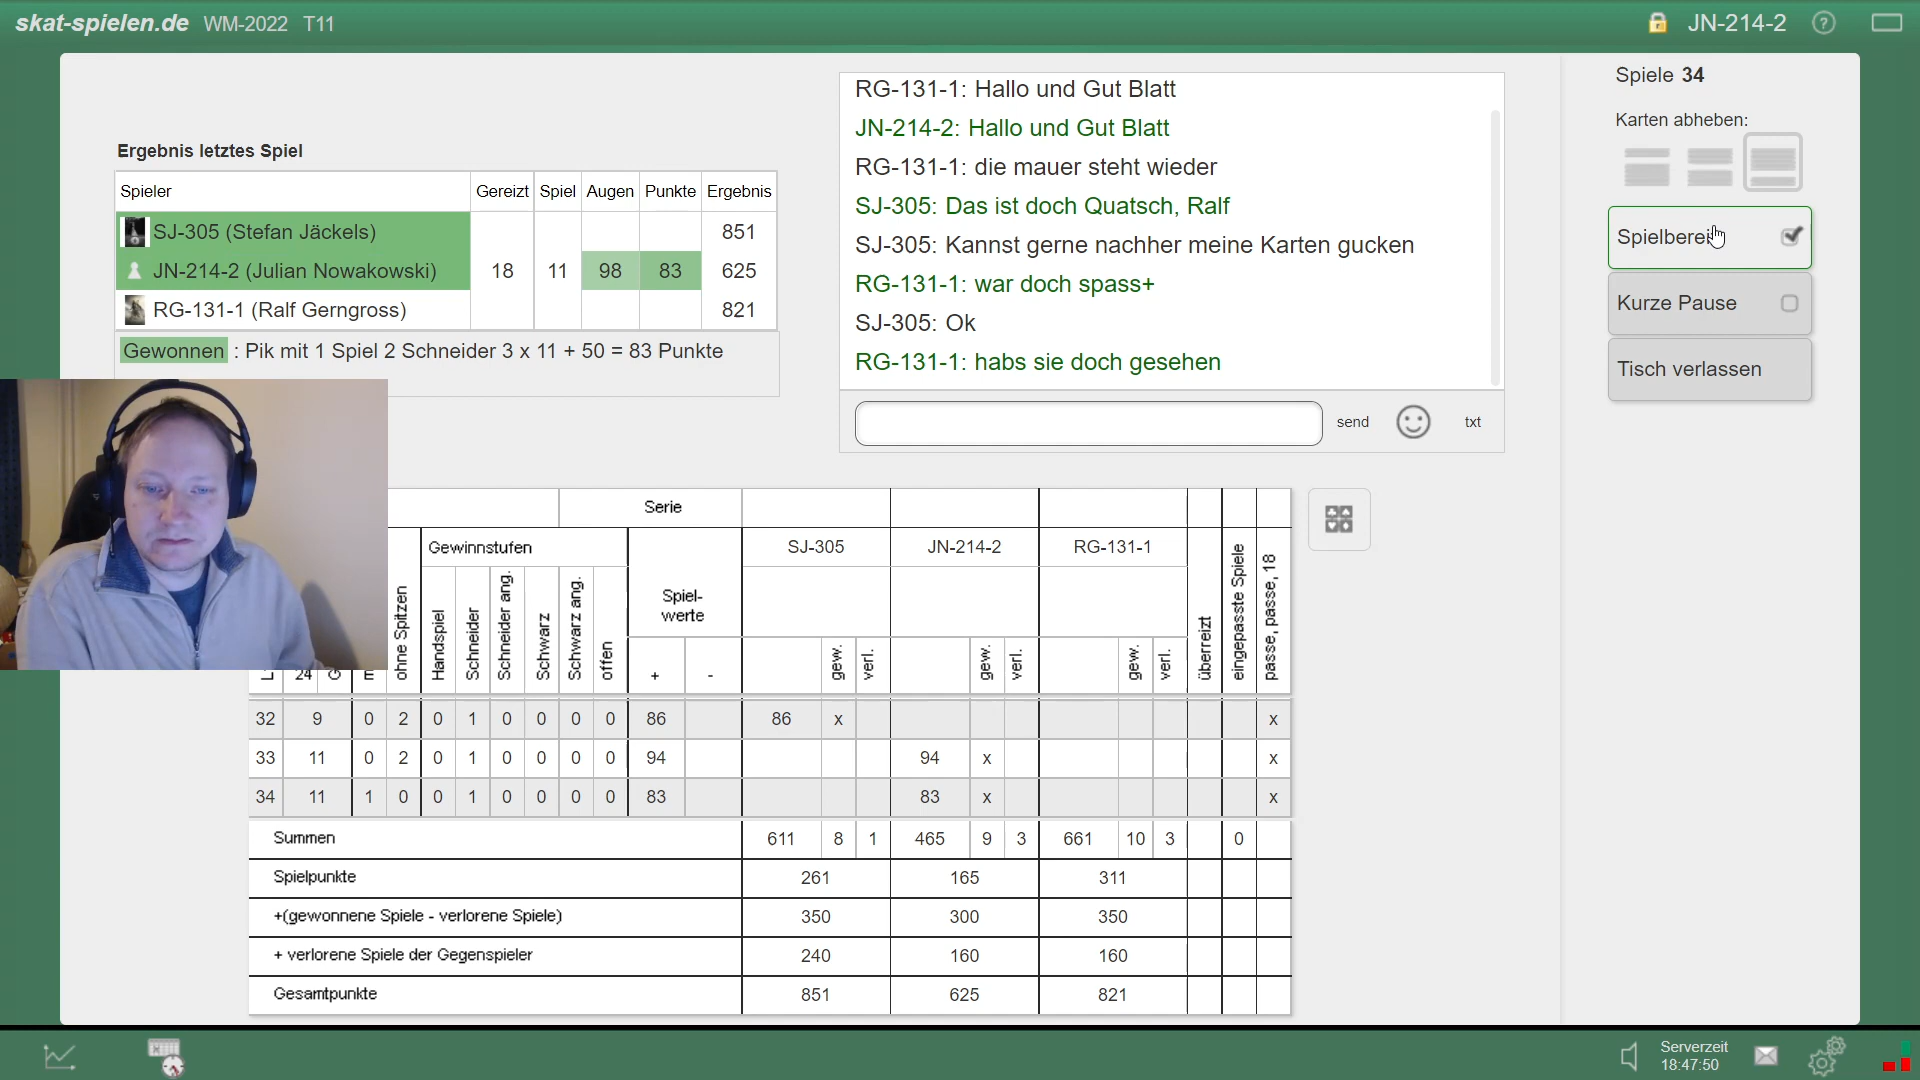 skat-spielen.de WM-2022 T11
JN-214-2 ?
Spiele 34
Karten abheben:
Spielberei
Kurze Pause
Tisch verlassen
RG-131-1: Hallo und Gut Blatt
JN-214-2: Hallo und Gut Blatt
RG-131-1: die mauer steht wieder
SJ-305: Das ist doch Quatsch, Ralf
SJ-305: Kannst gerne nachher meine Karten gucken
RG-131-1: war doch spass+
SJ-305: Ok
RG-131-1: habs sie doch gesehen
send txt
Ergebnis letztes Spiel
Spieler Gereizt Spiel Augen Punkte Ergebnis
SJ-305 (Stefan Jäckels) 851
JN-214-2 (Julian Nowakowski) 18 11 98 83 625
RG-131-1 (Ralf Gerngross) 821
Gewonnen : Pik mit 1 Spiel 2 Schneider 3 x 11 + 50 = 83 Punkte
Serie
Gewinnstufen SJ-305 JN-214-2 RG-131-1
Spiel-
werte
ohne Spitzen Handspiel Schneider Schneider ang. Schwarz Schwarz ang. offen + - gew. verl. gew. verl. gew. verl. überreizt eingepasste Spiele passe, passe, 18
24 G
32 9 0 2 0 1 0 0 0 0 86 86 x x
33 11 0 2 0 1 0 0 0 0 94 94 x x
34 11 1 0 0 1 0 0 0 0 83 83 x x
Summen 611 8 1 465 9 3 661 10 3 0
Spielpunkte 261 165 311
+(gewonnene Spiele - verlorene Spiele) 350 300 350
+ verlorene Spiele der Gegenspieler 240 160 160
Gesamtpunkte 851 625 821
Serverzeit
18:47:50